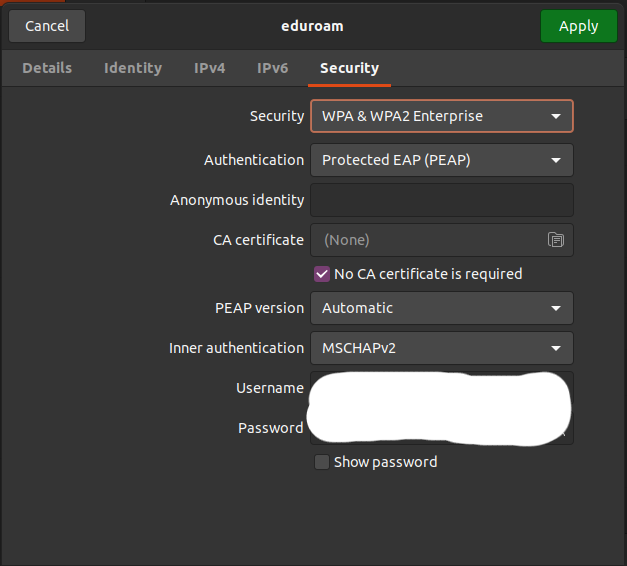 Cancel eduroam Apply
Details Identity IPv4 IPv6 Security
Security WPA & WPA2 Enterprise
Authentication Protected EAP (PEAP)
Anonymous identity
CA certificate (None)
No CA certificate is required
PEAP version Automatic
Inner authentication MSCHAPv2
Username
Password
Show password